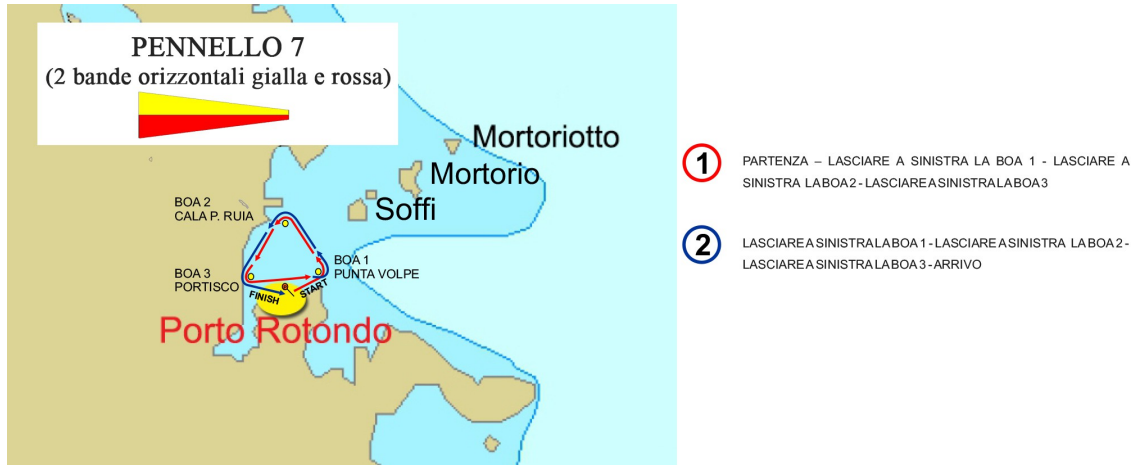 PENNELLO 7
(2 bande orizzontali gialla e rossa)
Mortoriotto
Mortorio
Soffi
BOA 2
CALA P. RUIA
BOA 1
PUNTA VOLPE
BOA 3
PORTISCO
FINISH
START
Porto Rotondo
1
PARTENZA – LASCIARE A SINISTRA LA BOA 1 - LASCIARE A
SINISTRA LA BOA 2 - LASCIARE A SINISTRA LA BOA 3
2
LASCIARE A SINISTRA LA BOA 1 - LASCIARE A SINISTRA LA BOA 2 -
LASCIARE A SINISTRA LA BOA 3 - ARRIVO